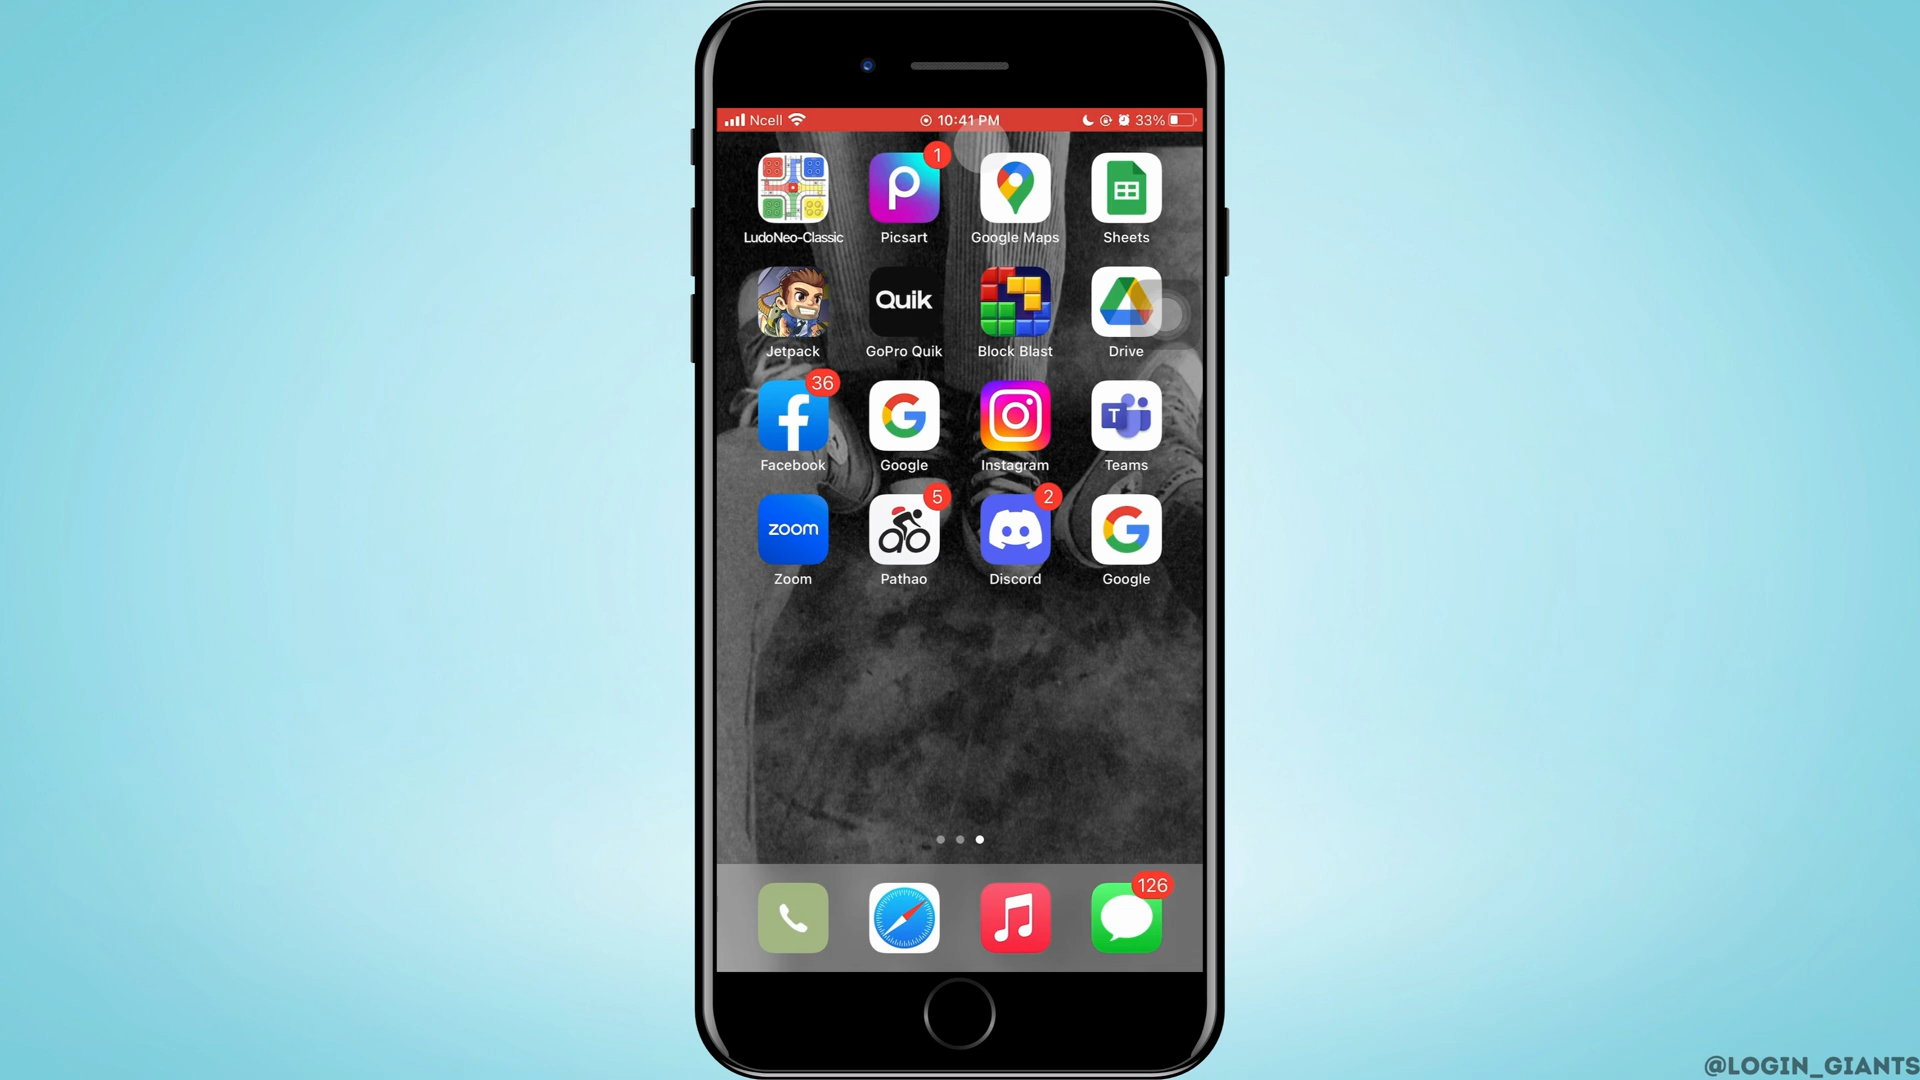 Ncell 10:41 PM 33%
1
LudoNeo-Classic Picsart Google Maps Sheets
Quik
Jetpack GoPro Quik Block Blast Drive
36
T
Facebook Google Instagram Teams
5 2
zoom
Zoom Pathao Discord Google
126
@LOGIN_GIANTS